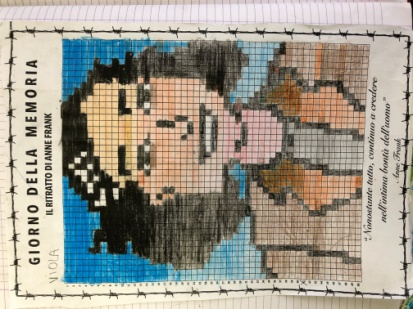 GIORNO DELLA MEMORIA
IL RITRATTO DI ANNE FRANK
VIOLA
"Nonostante tutto, continuo a credere
nell'intima bontà dell'uomo"
Anne Frank